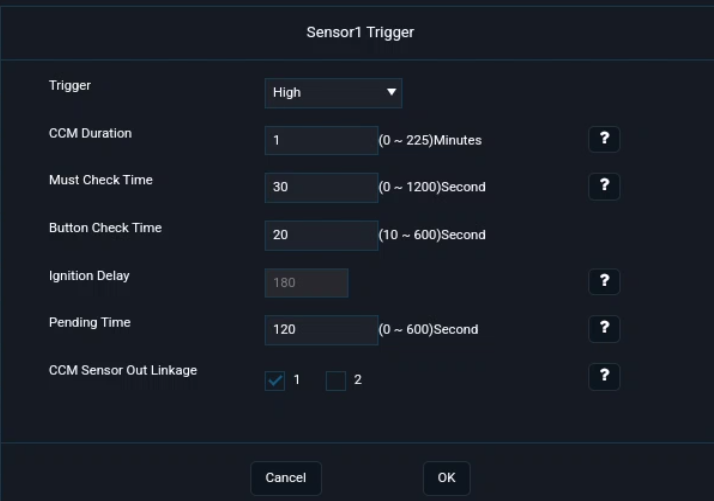 Sensor1 Trigger
Trigger High
CCM Duration 1 (0 ~ 225)Minutes ?
Must Check Time 30 (0 ~ 1200)Second ?
Button Check Time 20 (10 ~ 600)Second
Ignition Delay 180 ?
Pending Time 120 (0 ~ 600)Second ?
CCM Sensor Out Linkage 1 2 ?
Cancel OK